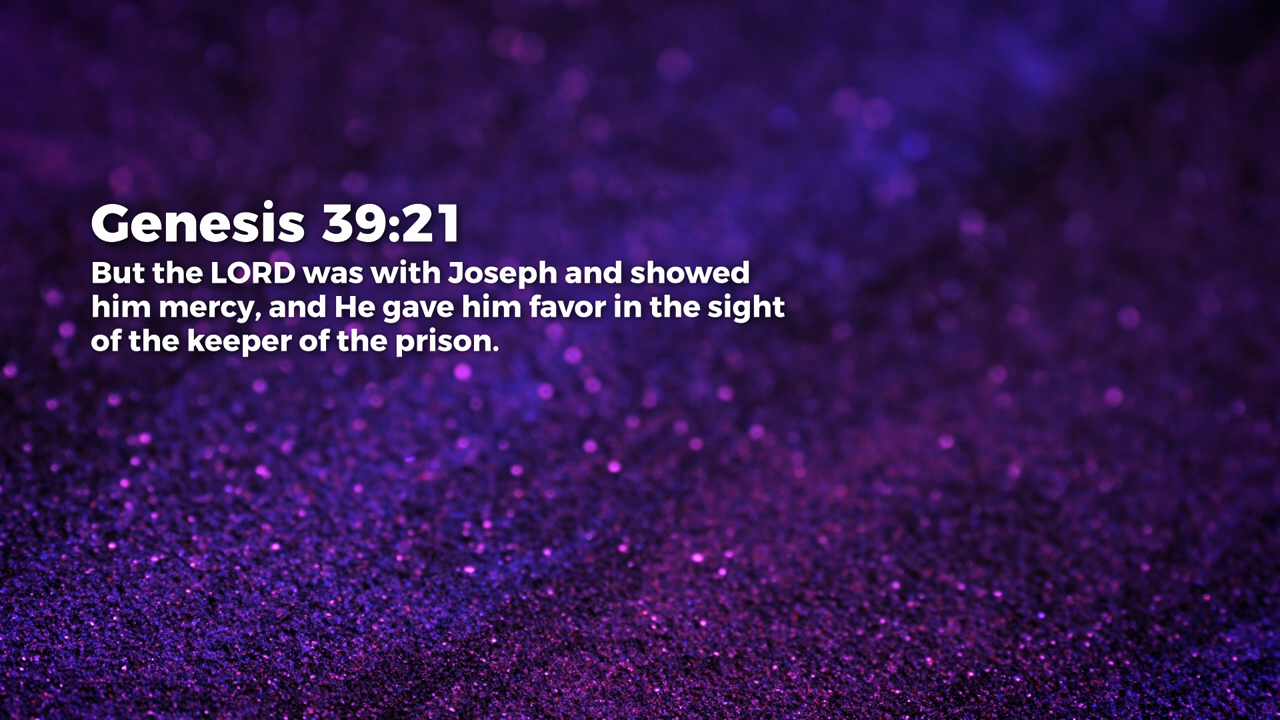 Genesis 39:21
But the LORD was with Joseph and showed
him mercy, and He gave him favor in the sight
of the keeper of the prison.